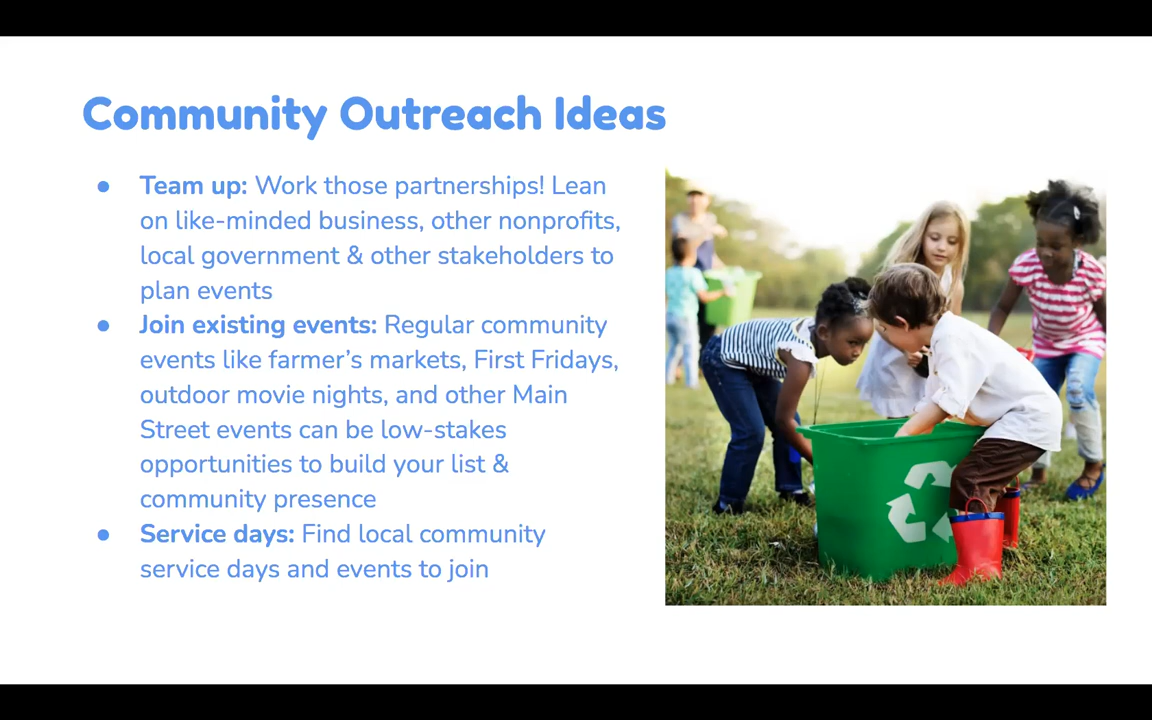 Community Outreach Ideas
● Team up: Work those partnerships! Lean
on like-minded business, other nonprofits,
local government & other stakeholders to
plan events
● Join existing events: Regular community
events like farmer’s markets, First Fridays,
outdoor movie nights, and other Main
Street events can be low-stakes
opportunities to build your list &
community presence
● Service days: Find local community
service days and events to join